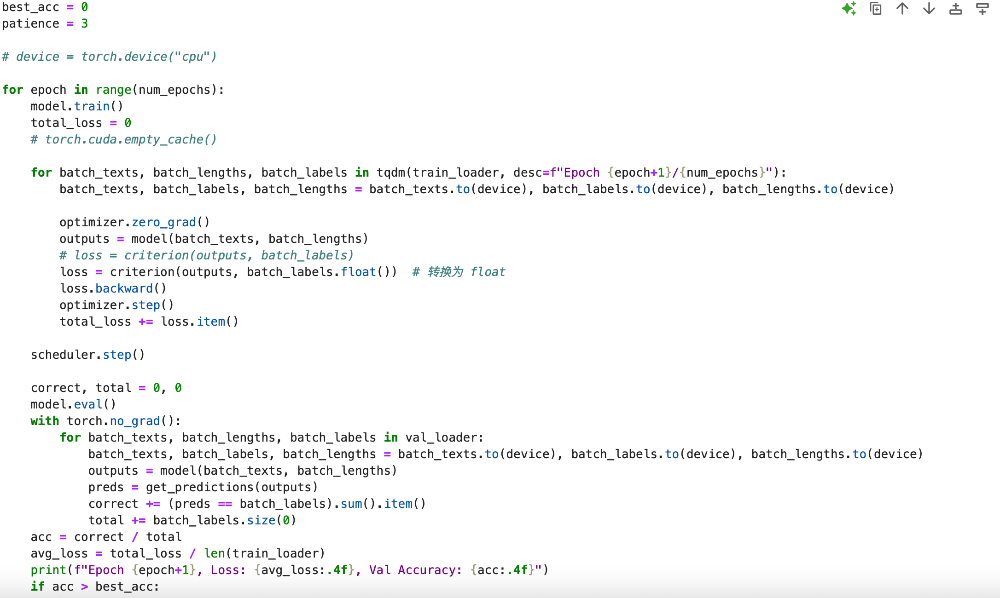 best_acc = 0
patience = 3
# device = torch.device("cpu")
for epoch in range(num_epochs):
    model.train()
    total_loss = 0
    # torch.cuda.empty_cache()
    for batch_texts, batch_lengths, batch_labels in tqdm(train_loader, desc=f"Epoch {epoch+1}/{num_epochs}"):
        batch_texts, batch_labels, batch_lengths = batch_texts.to(device), batch_labels.to(device), batch_lengths.to(device)
        optimizer.zero_grad()
        outputs = model(batch_texts, batch_lengths)
        # loss = criterion(outputs, batch_labels)
        loss = criterion(outputs, batch_labels.float())  # 转换为 float
        loss.backward()
        optimizer.step()
        total_loss += loss.item()
    scheduler.step()
    correct, total = 0, 0
    model.eval()
    with torch.no_grad():
        for batch_texts, batch_lengths, batch_labels in val_loader:
            batch_texts, batch_labels, batch_lengths = batch_texts.to(device), batch_labels.to(device), batch_lengths.to(device)
            outputs = model(batch_texts, batch_lengths)
            preds = get_predictions(outputs)
            correct += (preds == batch_labels).sum().item()
            total += batch_labels.size(0)
    acc = correct / total
    avg_loss = total_loss / len(train_loader)
    print(f"Epoch {epoch+1}, Loss: {avg_loss:.4f}, Val Accuracy: {acc:.4f}")
    if acc > best_acc: